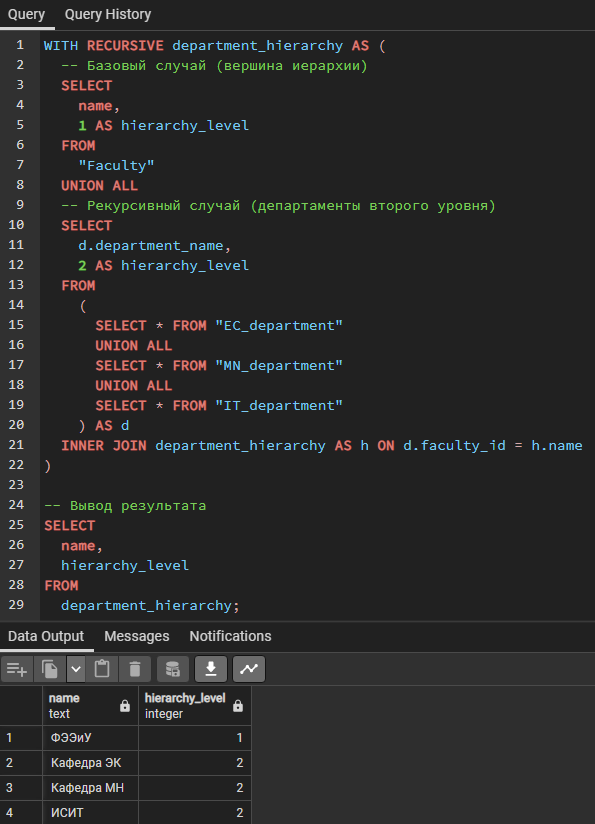 Query Query History
1 WITH RECURSIVE department_hierarchy AS (
2 -- Базовый случай (вершина иерархии)
3 SELECT
4 name,
5 1 AS hierarchy_level
6 FROM
7 "Faculty"
8 UNION ALL
9 -- Рекурсивный случай (департаменты второго уровня)
10 SELECT
11 d.department_name,
12 2 AS hierarchy_level
13 FROM
14 (
15 SELECT * FROM "EC_department"
16 UNION ALL
17 SELECT * FROM "MN_department"
18 UNION ALL
19 SELECT * FROM "IT_department"
20 ) AS d
21 INNER JOIN department_hierarchy AS h ON d.faculty_id = h.name
22 )
23
24 -- Вывод результата
25 SELECT
26 name,
27 hierarchy_level
28 FROM
29 department_hierarchy;
Data Output Messages Notifications
name hierarchy_level
text integer
1 ФЭЭиУ 1
2 Кафедра ЭК 2
3 Кафедра МН 2
4 ИСИТ 2